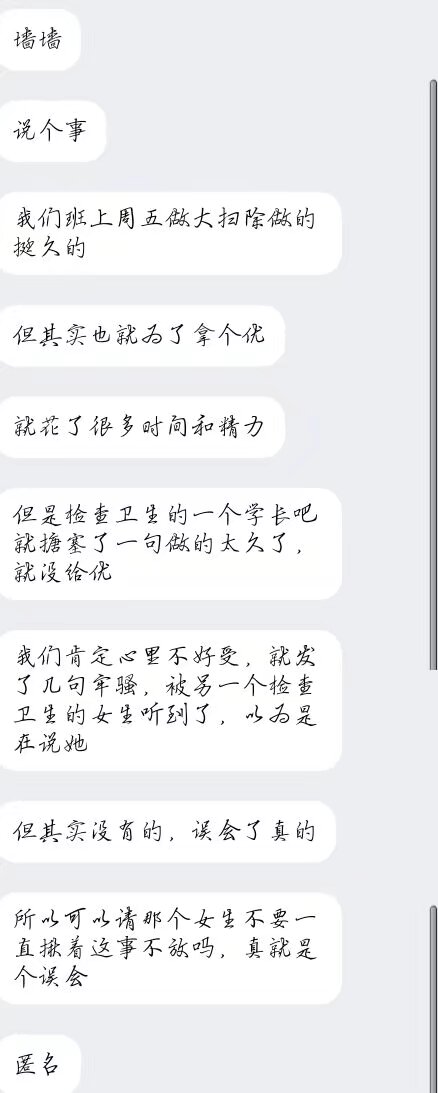 墙墙
说个事
我们班上周五做大扫除做的
挺久的
但其实也就为了拿个优
就花了很多时间和精力
但是检查卫生的一个学长吧
就搪塞了一句做的太久了，
就没给优
我们肯定心里不好受，就发
了几句牢骚，被另一个检查
卫生的女生听到了，以为是
在说她
但其实没有的，误会了真的
所以可以请那个女生不要一
直揪着这事不放吗，真就是
个误会
匿名